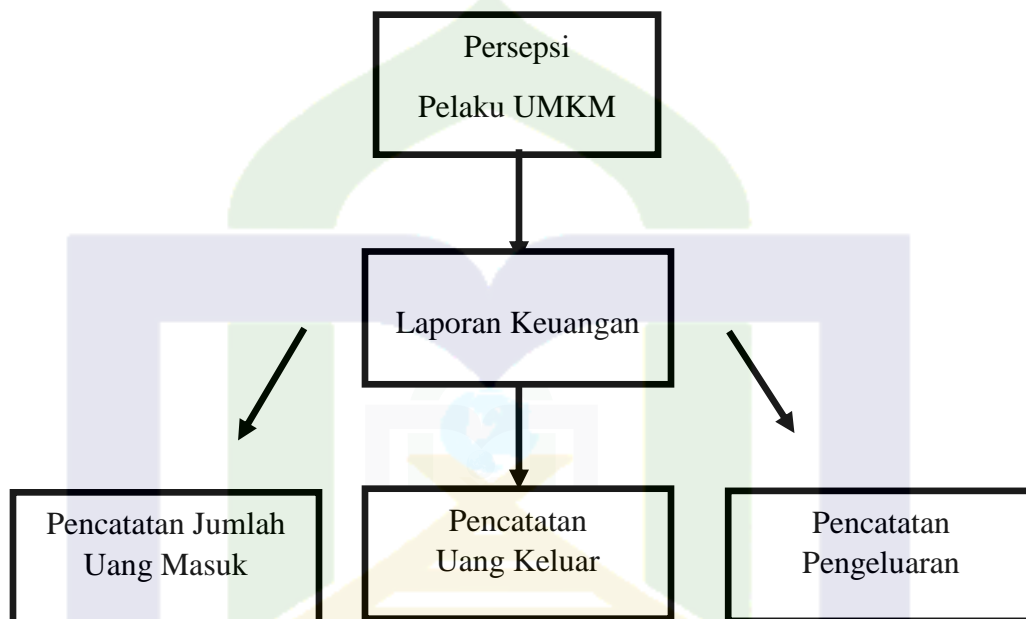 Persepsi
Pelaku UMKM
Laporan Keuangan
Pencatatan Jumlah
Uang Masuk
Pencatatan
Uang Keluar
Pencatatan
Pengeluaran